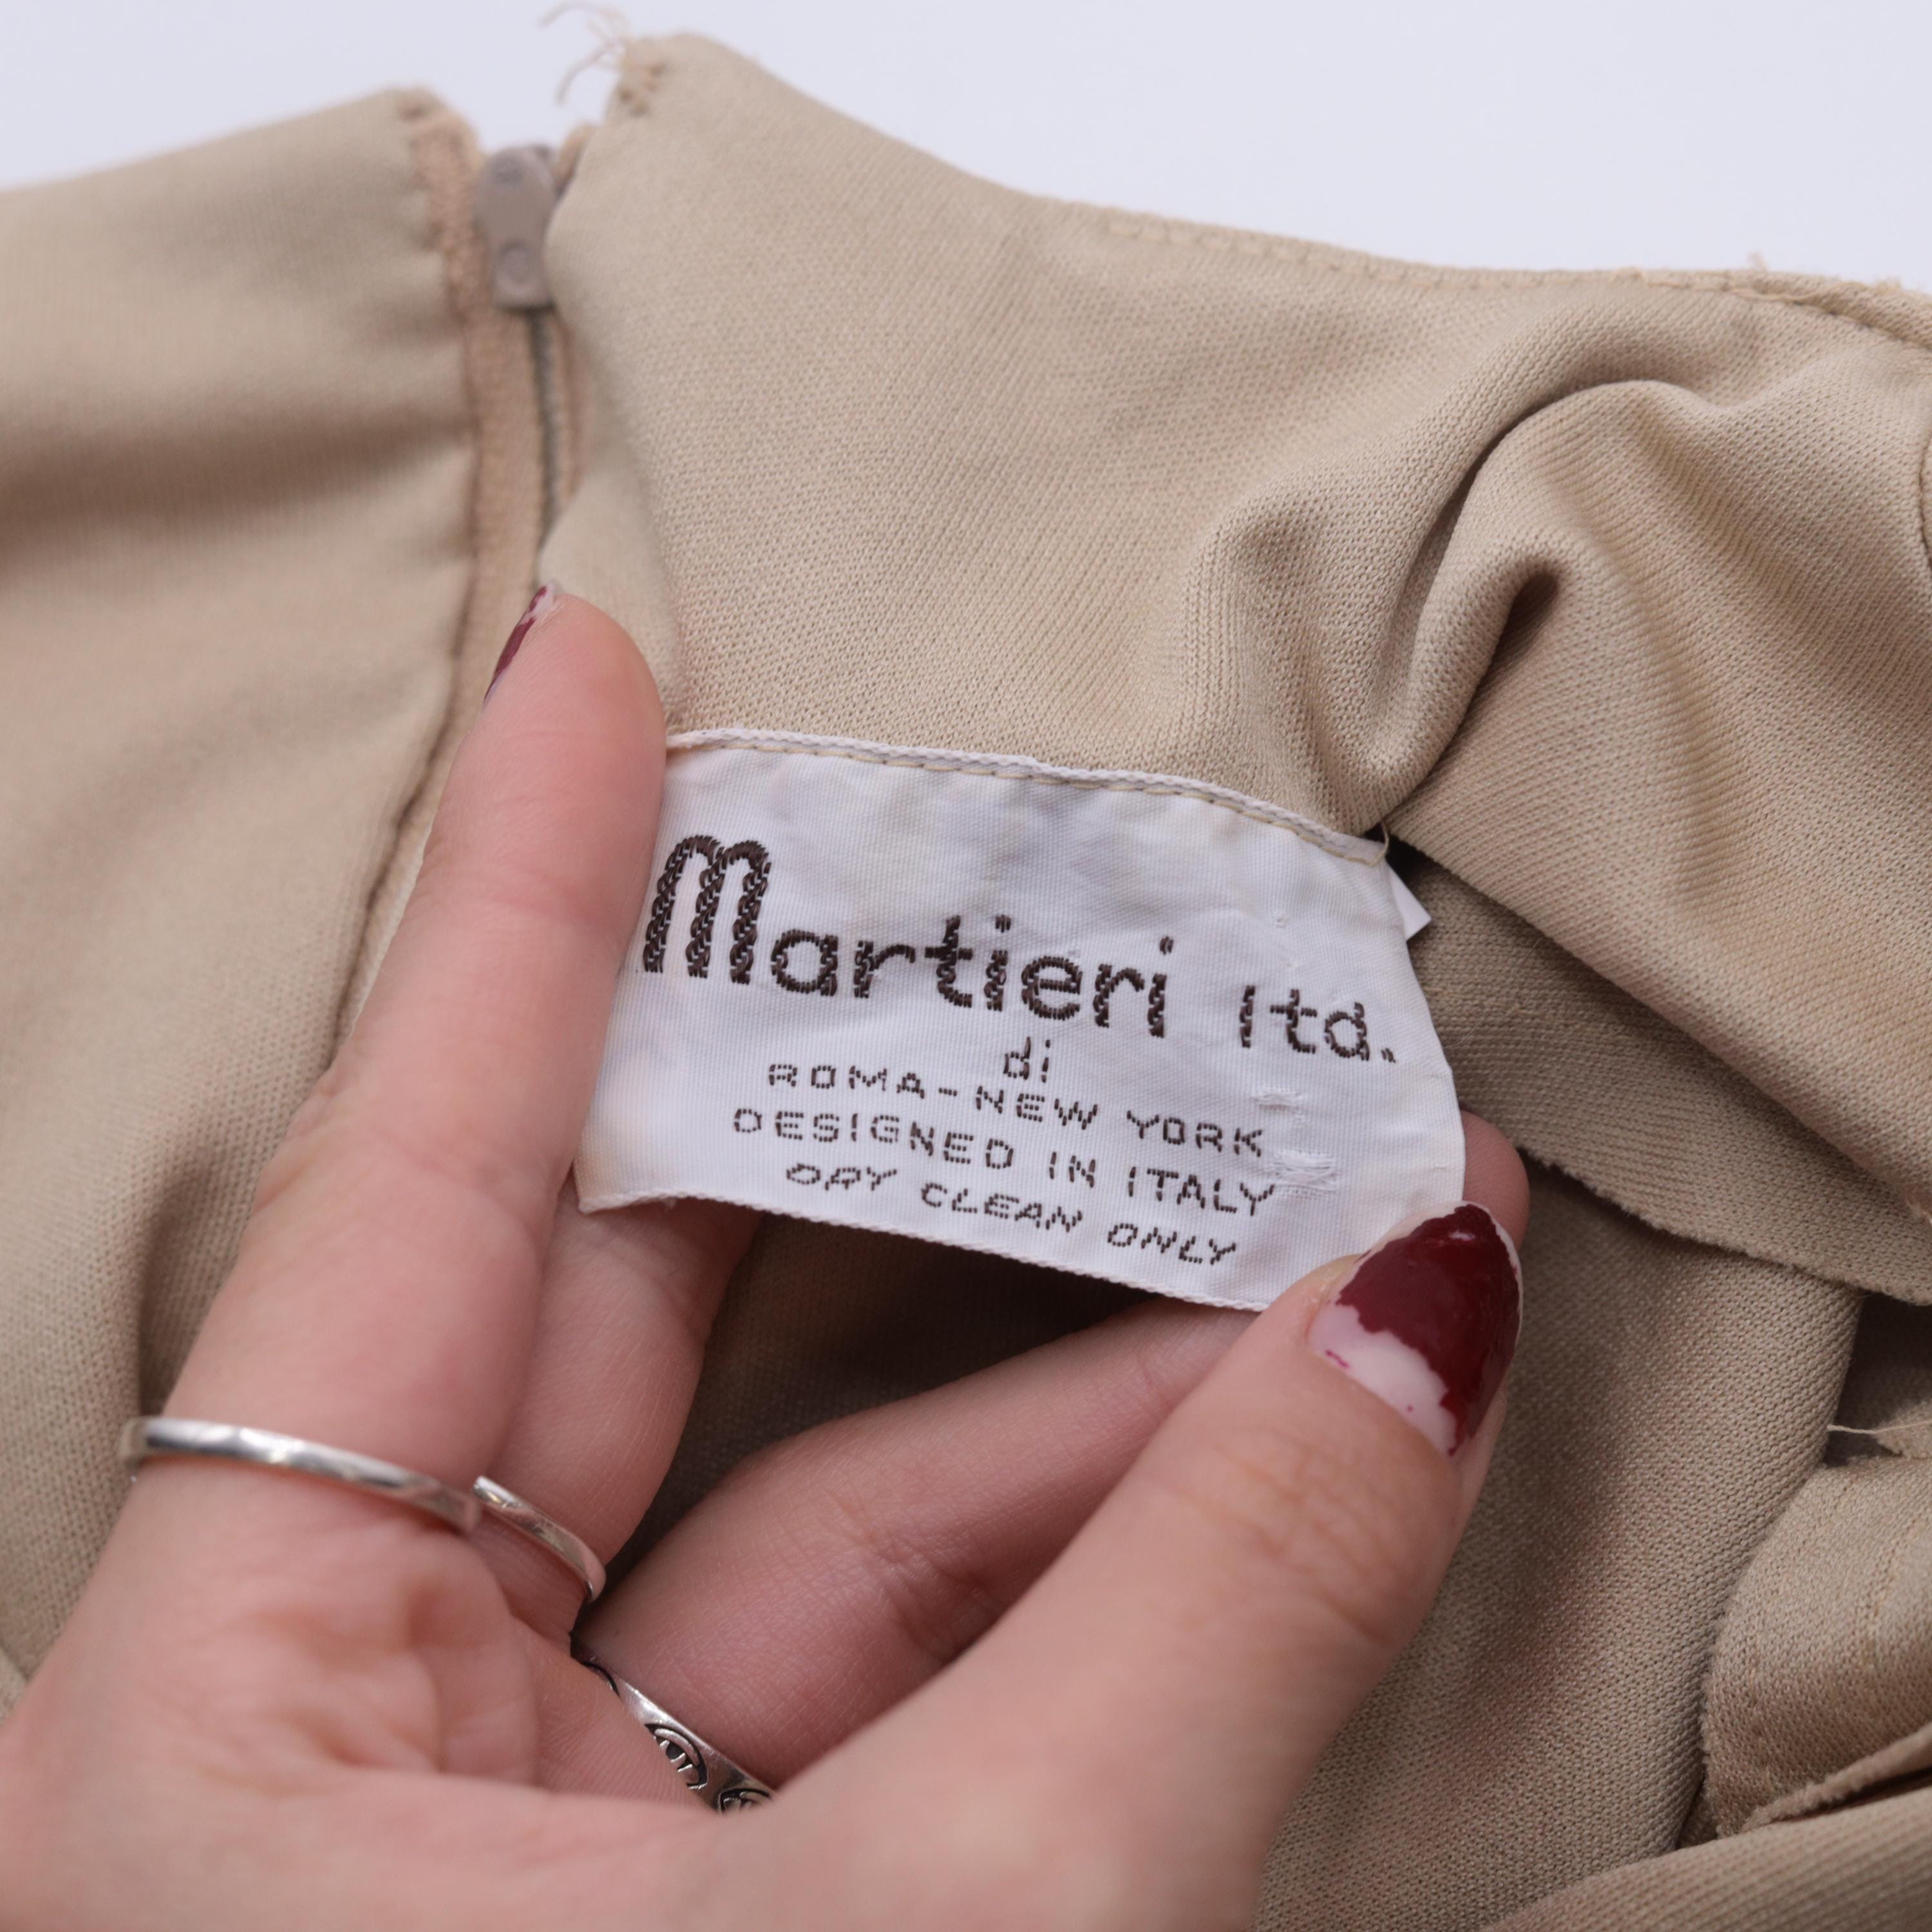 Martieri ltd.
di
ROMA-NEW YORK
DESIGNED IN ITALY
DRY CLEAN ONLY